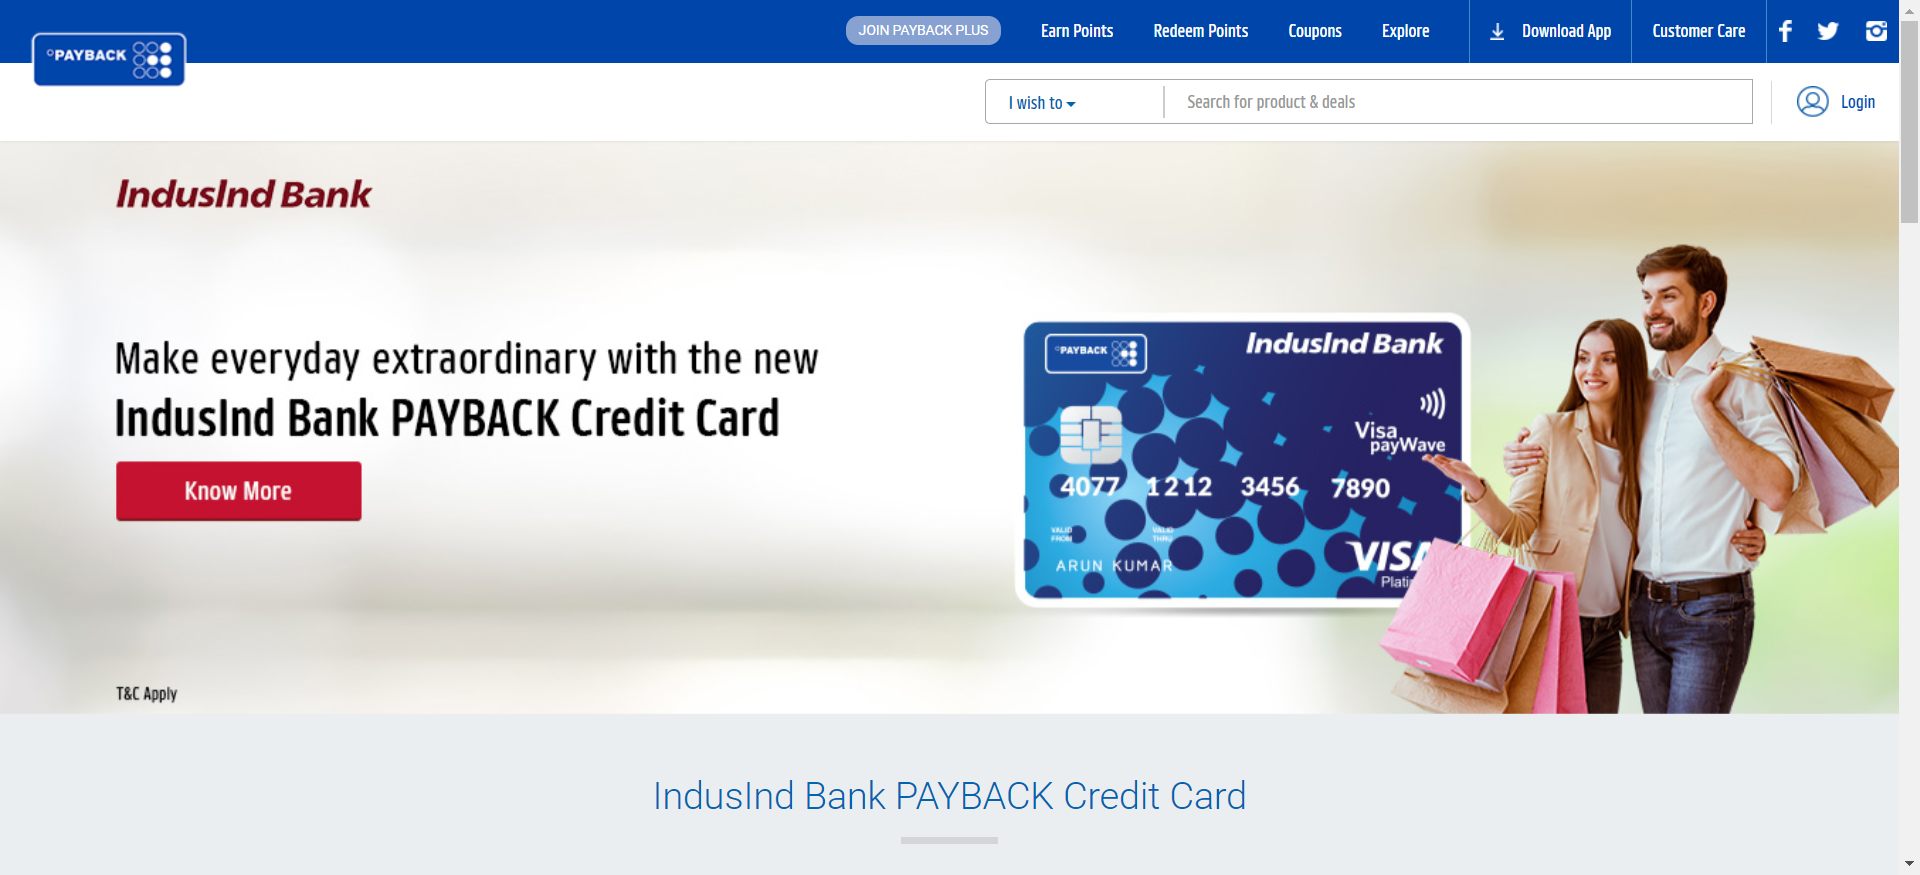 PAYBACK
JOIN PAYBACK PLUS
Earn Points
Redeem Points
Coupons
Explore
Download App
Customer Care
I wish to
Search for product & deals
Login
IndusInd Bank
Make everyday extraordinary with the new
IndusInd Bank PAYBACK Credit Card
Know More
T&C Apply
PAYBACK
IndusInd Bank
Visa
payWave
4077 1212 3456 7890
VALID
FROM
VALID
THRU
ARUN KUMAR
VISA
IndusInd Bank PAYBACK Credit Card